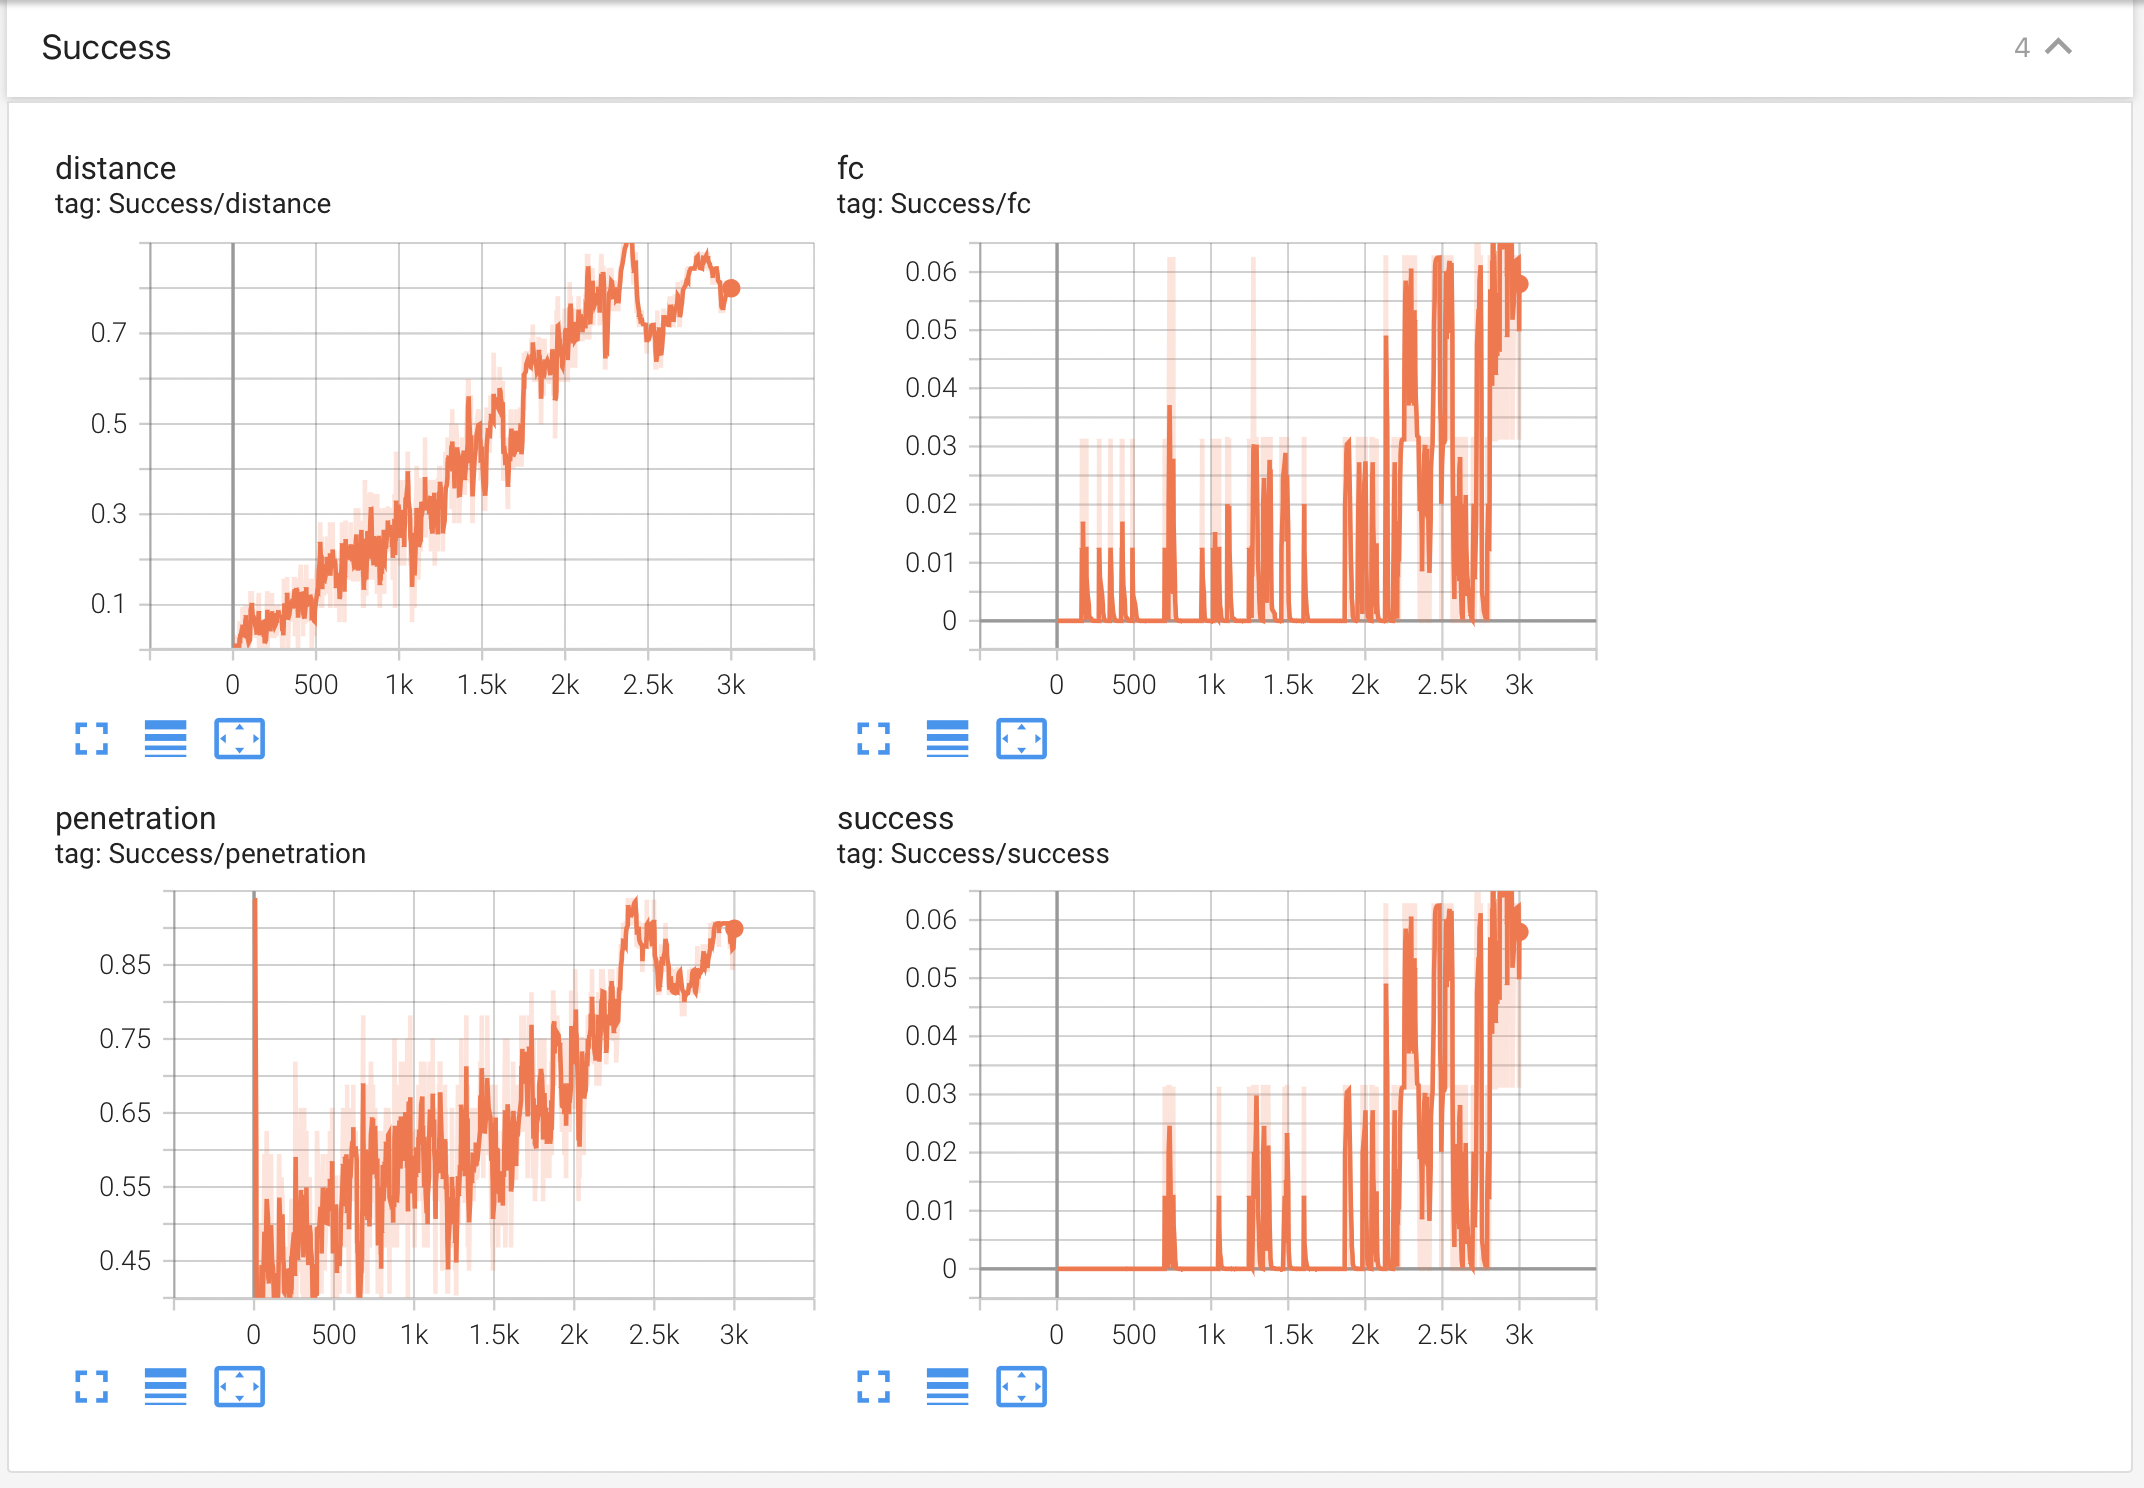 Success
4
distance
tag: Success/distance
0.7
0.5
0.3
0.1
0 500 1k 1.5k 2k 2.5k 3k
fc
tag: Success/fc
0.06
0.05
0.04
0.03
0.02
0.01
0
0 500 1k 1.5k 2k 2.5k 3k
penetration
tag: Success/penetration
0.85
0.75
0.65
0.55
0.45
0 500 1k 1.5k 2k 2.5k 3k
success
tag: Success/success
0.06
0.05
0.04
0.03
0.02
0.01
0
0 500 1k 1.5k 2k 2.5k 3k